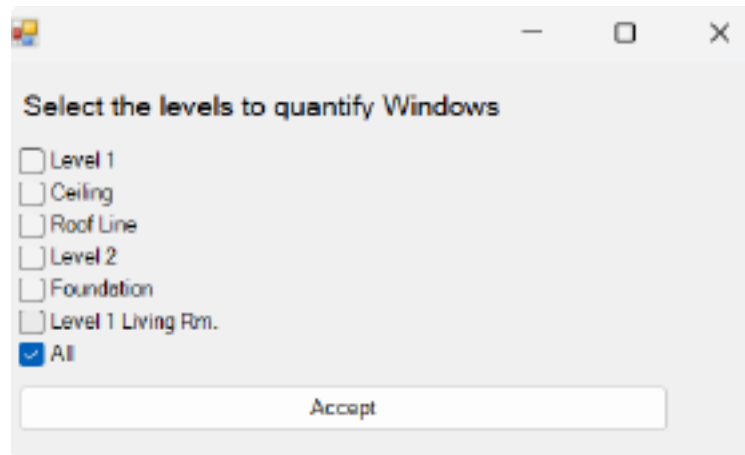 Select the levels to quantify Windows
Level 1
Ceiling
Roof Line
Level 2
Foundation
Level 1 Living Rm.
All
Accept